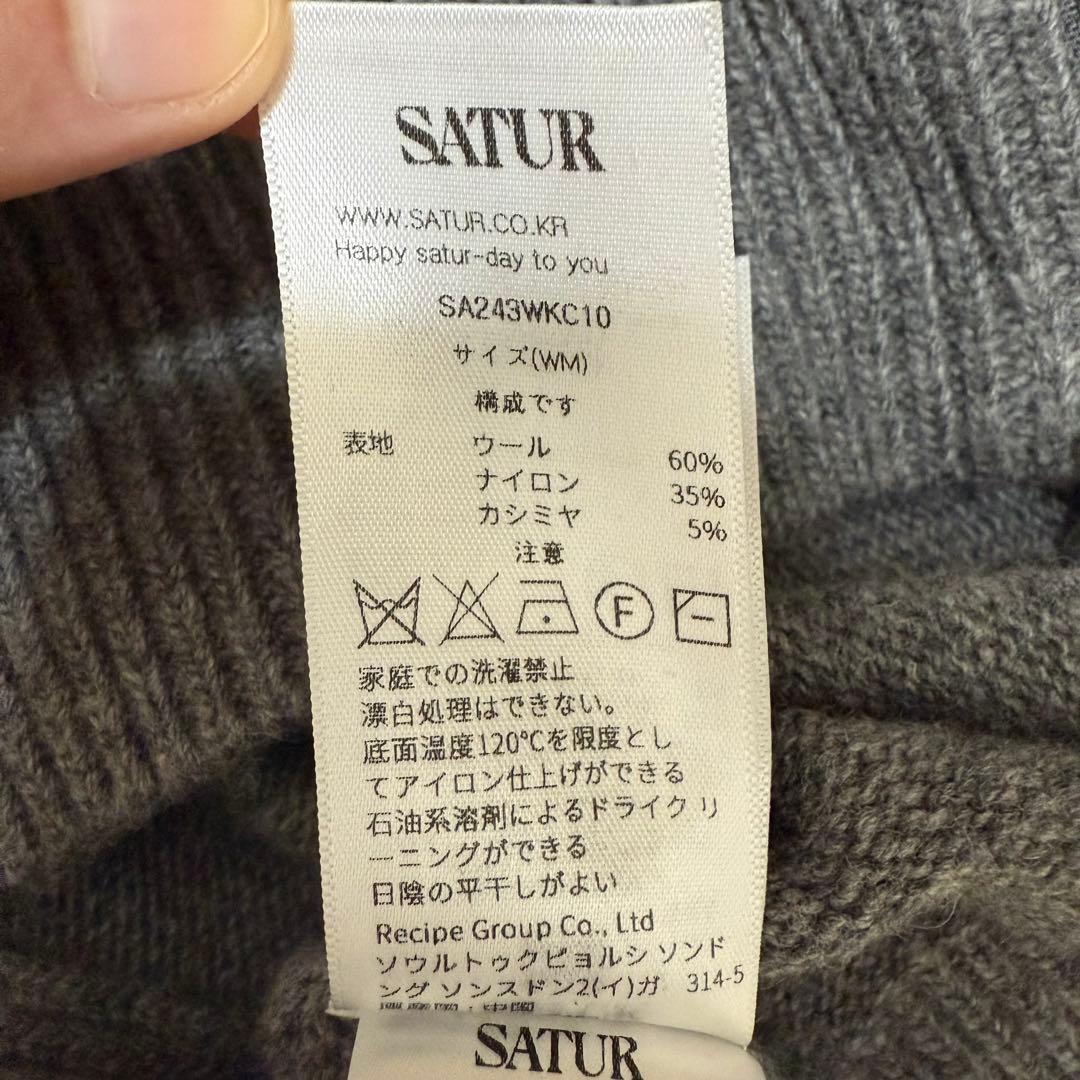 SATUR
WWW.SATUR.CO.KR
Happy satur-day to you
SA243WKC10
サイズ(WM)
構成です
表地 ウール 60%
ナイロン 35%
カシミヤ 5%
注意
F
家庭での洗濯禁止
漂白処理はできない。
底面温度120℃を限度とし
てアイロン仕上げができる
石油系溶剤によるドライクリ
ーニングができる
日陰の平干しがよい
Recipe Group Co., Ltd
ソウルトゥクビョルシ ソンド
ング ソンスドン2(イ)ガ 314-5
SATUR